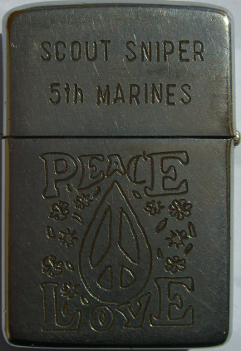 SCOUT SNIPER
5th MARINES
PEACE
LOVE